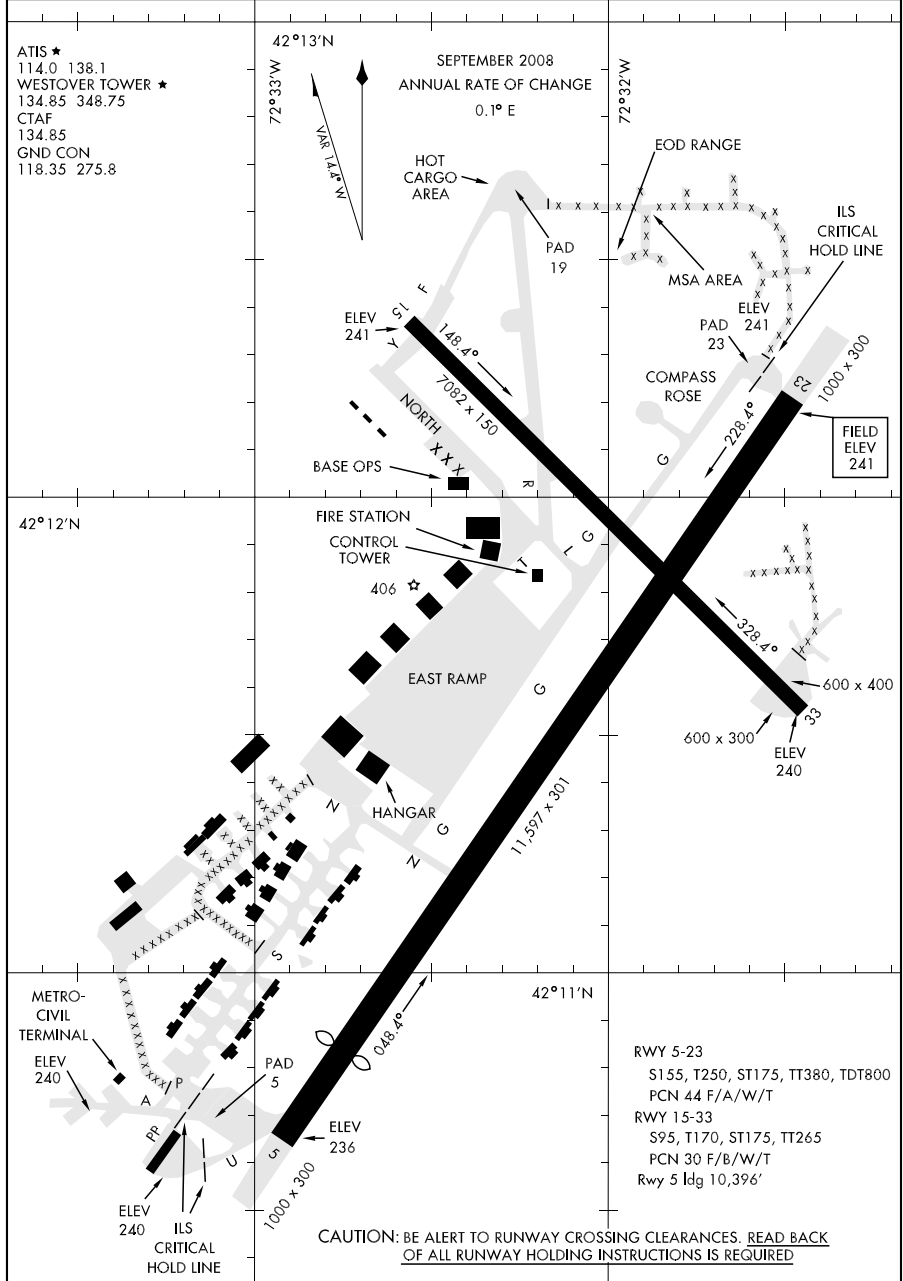 ATIS ★
114.0 138.1
WESTOVER TOWER ★
134.85 348.75
CTAF
134.85
GND CON
118.35 275.8
42°13'N
72°33'W
VAR 14.4° W
SEPTEMBER 2008
ANNUAL RATE OF CHANGE
0.1° E
72°32'W
EOD RANGE
HOT
CARGO
AREA
PAD
19
ILS
CRITICAL
HOLD LINE
MSA AREA
ELEV
241
PAD
23
COMPASS
ROSE
F
15
Y
ELEV
241
148.4°
7082 x 150
23
1000 x 300
228.4°
FIELD
ELEV
241
NORTH
X X X
BASE OPS
G
R
42°12'N
FIRE STATION
CONTROL
TOWER
T
L
G
406
EAST RAMP
328.4°
600 x 400
33
600 x 300
ELEV
240
G
HANGAR
N
G
N
11,597 x 301
S
42°11'N
048.4°
METRO-
CIVIL
TERMINAL
ELEV
240
P
A
PP
PAD
5
ELEV
236
5
U
1000 x 300
ELEV
240
ILS
CRITICAL
HOLD LINE
RWY 5-23
S155, T250, ST175, TT380, TDT800
PCN 44 F/A/W/T
RWY 15-33
S95, T170, ST175, TT265
PCN 30 F/B/W/T
Rwy 5 ldg 10,396'
CAUTION: BE ALERT TO RUNWAY CROSSING CLEARANCES. READ BACK
OF ALL RUNWAY HOLDING INSTRUCTIONS IS REQUIRED